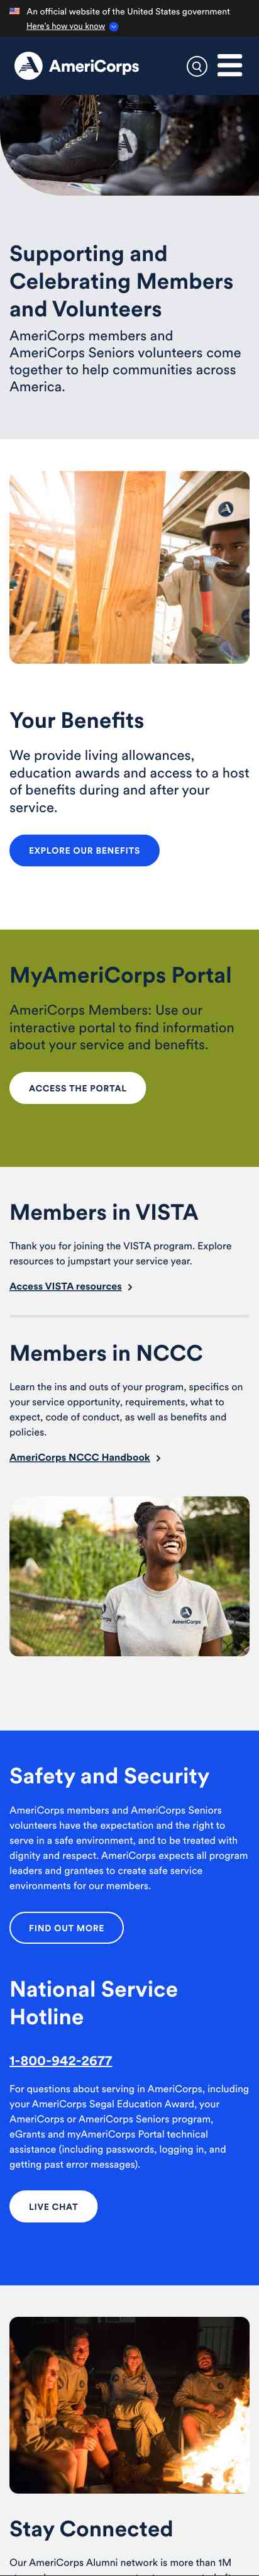 An official website of the United States government
Here's how you know
AmeriCorps
Supporting and
Celebrating Members
and Volunteers
AmeriCorps members and
AmeriCorps Seniors volunteers come
together to help communities across
America.
Your Benefits
We provide living allowances,
education awards and access to a host
of benefits during and after your
service.
EXPLORE OUR BENEFITS
MyAmeriCorps Portal
AmeriCorps Members: Use our
interactive portal to find information
about your service and benefits.
ACCESS THE PORTAL
Members in VISTA
Thank you for joining the VISTA program. Explore
resources to jumpstart your service year.
Access VISTA resources
Members in NCCC
Learn the ins and outs of your program, specifics on
your service opportunity, requirements, what to
expect, code of conduct, as well as benefits and
policies.
AmeriCorps NCCC Handbook
AmeriCorps
Safety and Security
AmeriCorps members and AmeriCorps Seniors
volunteers have the expectation and the right to
serve in a safe environment, and to be treated with
dignity and respect. AmeriCorps expects all program
leaders and grantees to create safe service
environments for our members.
FIND OUT MORE
National Service
Hotline
1-800-942-2677
For questions about serving in AmeriCorps, including
your AmeriCorps Segal Education Award, your
AmeriCorps or AmeriCorps Seniors program,
eGrants and myAmeriCorps Portal technical
assistance (including passwords, logging in, and
getting past error messages).
LIVE CHAT
Stay Connected
Our AmeriCorps Alumni network is more than 1M